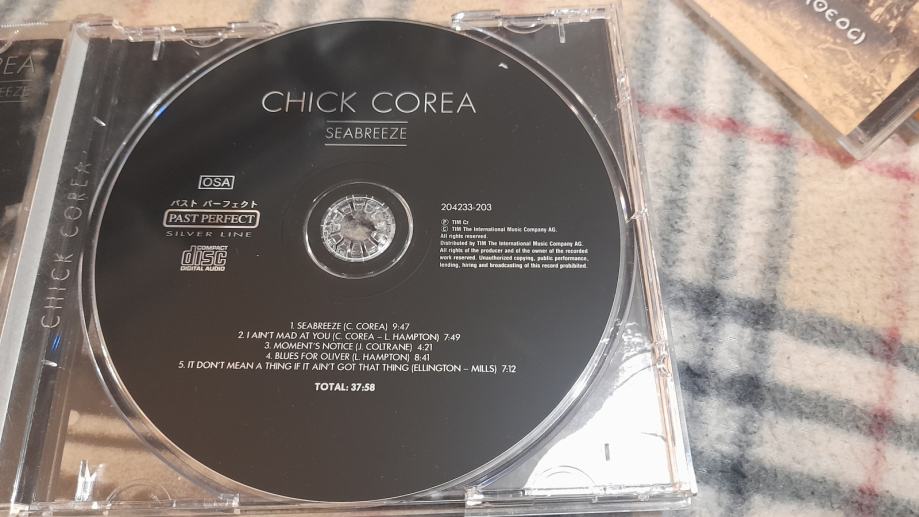 CHICK COREA
SEABREEZE
OSA
パスト パーフェクト
PAST PERFECT
SILVER LINE
COMPACT
disc
DIGITAL AUDIO
204233-203
Ⓟ TIM Cz
Ⓒ TIM The International Music Company AG.
All rights reserved.
Distributed by TIM The International Music Company AG.
All rights of the producer and of the owner of the recorded
work reserved. Unauthorized copying, public performance,
lending, hiring and broadcasting of this record prohibited.
1. SEABREEZE (C. COREA) 9:47
2. I AIN'T MAD AT YOU (C. COREA – L. HAMPTON) 7:49
3. MOMENT'S NOTICE (J. COLTRANE) 4:21
4. BLUES FOR OLIVER (L. HAMPTON) 8:41
5. IT DON'T MEAN A THING IF IT AIN'T GOT THAT THING (ELLINGTON – MILLS) 7:12
TOTAL: 37:58
CHICK COREA